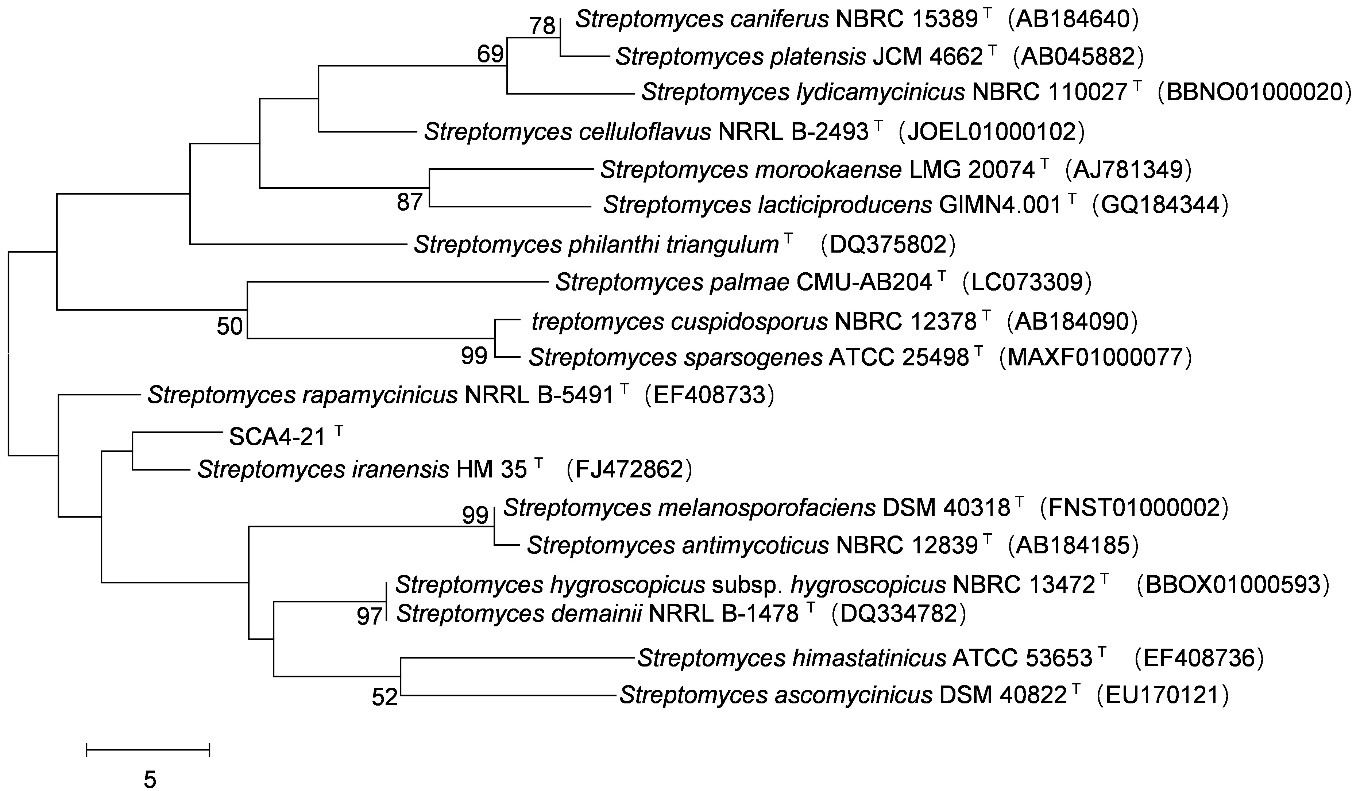 78 Streptomyces caniferus NBRC 15389 T (AB184640)
Streptomyces platensis JCM 4662 T (AB045882)
69
Streptomyces lydicamycinicus NBRC 110027 T (BBNO01000020)
Streptomyces celluloflavus NRRL B-2493 T (JOEL01000102)
Streptomyces morookaense LMG 20074 T (AJ781349)
87
Streptomyces lacticiproducens GIMN4.001 T (GQ184344)
Streptomyces philanthi triangulum T (DQ375802)
Streptomyces palmae CMU-AB204 T (LC073309)
50
treptomyces cuspidosporus NBRC 12378 T (AB184090)
99
Streptomyces sparsogenes ATCC 25498 T (MAXF01000077)
Streptomyces rapamycinicus NRRL B-5491 T (EF408733)
SCA4-21 T
Streptomyces iranensis HM 35 T (FJ472862)
99 Streptomyces melanosporofaciens DSM 40318 T (FNST01000002)
Streptomyces antimycoticus NBRC 12839 T (AB184185)
Streptomyces hygroscopicus subsp. hygroscopicus NBRC 13472 T (BBOX01000593)
97 Streptomyces demainii NRRL B-1478 T (DQ334782)
Streptomyces himastatinicus ATCC 53653 T (EF408736)
52
Streptomyces ascomycinicus DSM 40822 T (EU170121)
5